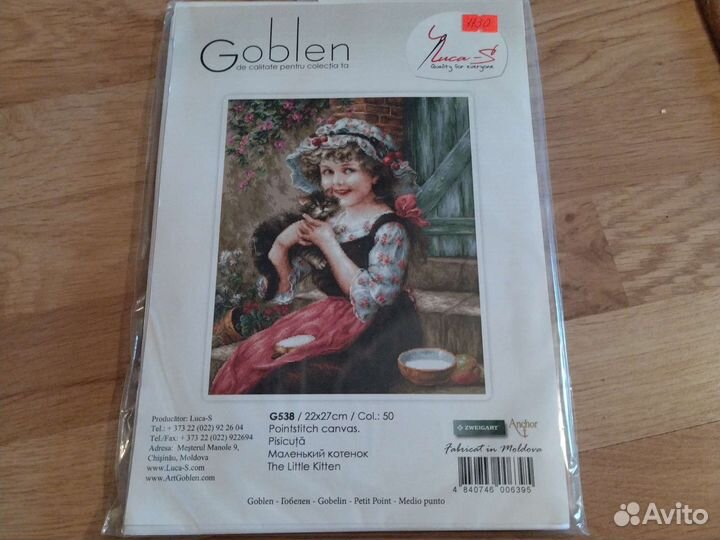 Goblen
de calitate pentru colecția ta
Luca-S
Quality for everyone
1130
Producător: Luca-S
Tel.: + 373 22 (022) 92 26 04
Tel./Fax: + 373 22 (022) 922694
Adresa: Meșterul Manole 9,
Chișinău, Moldova
www.Luca-S.com
www.ArtGoblen.com
G538 / 22x27cm / Col.: 50
Pointstitch canvas.
Pisicuță
Маленький котенок
The Little Kitten
ZWEIGART
Anchor
Fabricat în Moldova
4 840746 006395
Goblen - Гобелен - Gobelin - Petit Point - Medio punto
Avito